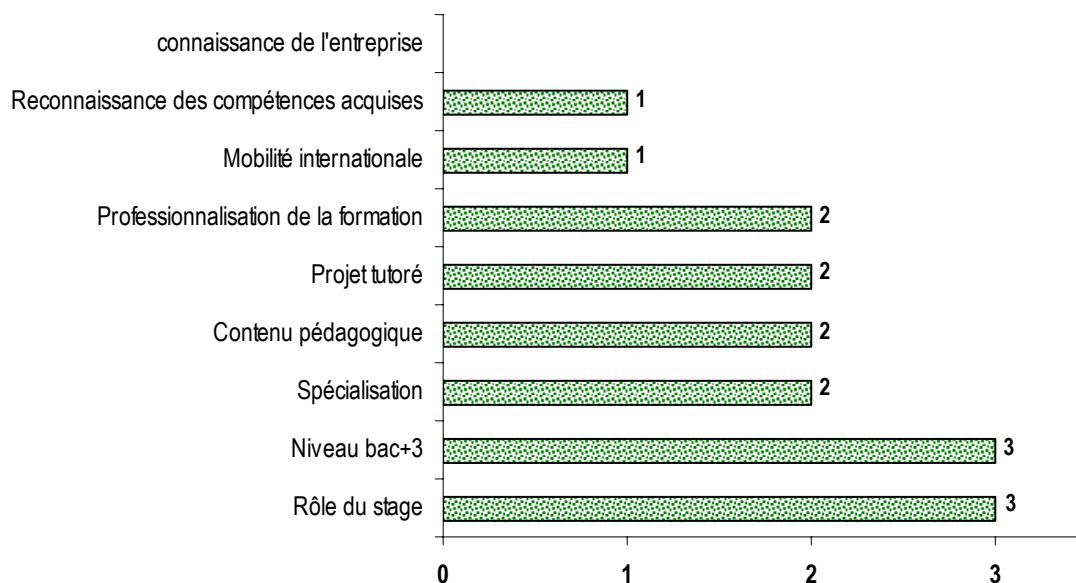 connaissance de l'entreprise
Reconnaissance des compétences acquises 1
Mobilité internationale 1
Professionnalisation de la formation 2
Projet tutoré 2
Contenu pédagogique 2
Spécialisation 2
Niveau bac+3 3
Rôle du stage 3
0 1 2 3